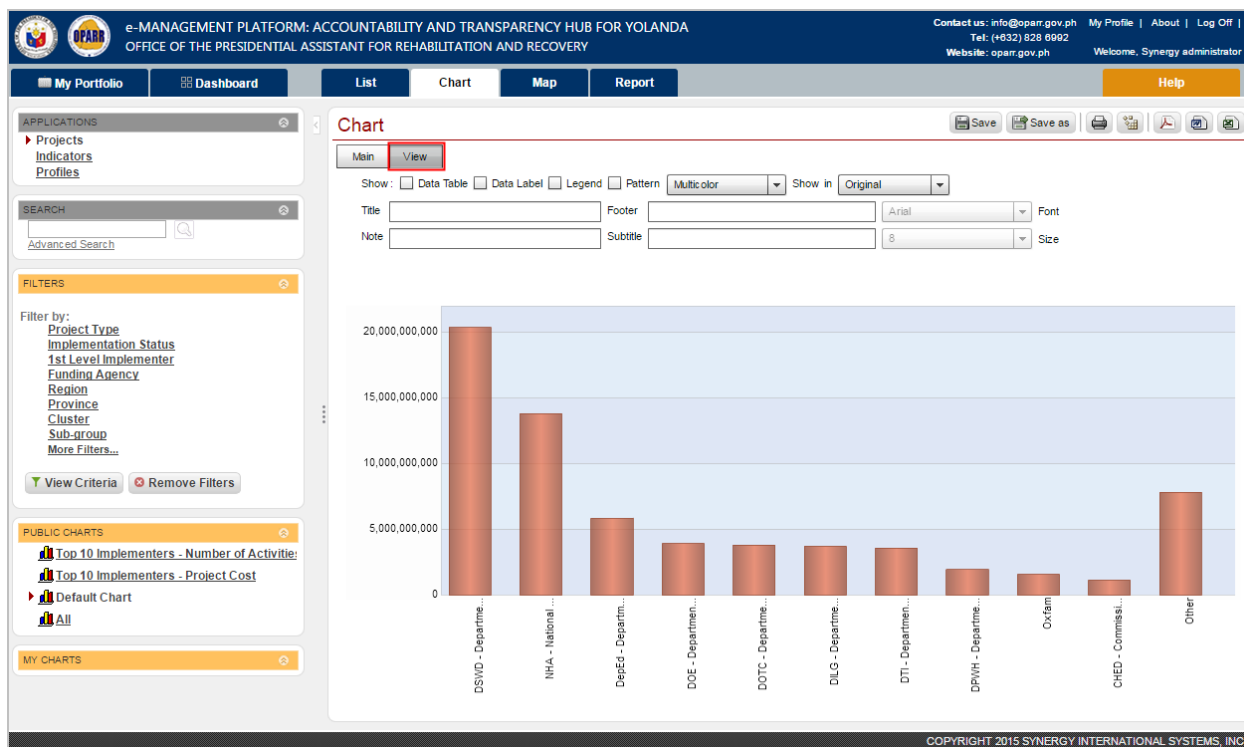 e-MANAGEMENT PLATFORM: ACCOUNTABILITY AND TRANSPARENCY HUB FOR YOLANDA
OFFICE OF THE PRESIDENTIAL ASSISTANT FOR REHABILITATION AND RECOVERY
OPARR
Contact us: info@oparr.gov.ph
Tel: (+632) 828 6992
Website: oparr.gov.ph
My Profile | About | Log Off |
Welcome, Synergy administrator
My Portfolio Dashboard List Chart Map Report Help
APPLICATIONS
Projects
Indicators
Profiles
SEARCH
Advanced Search
FILTERS
Filter by:
Project Type
Implementation Status
1st Level Implementer
Funding Agency
Region
Province
Cluster
Sub-group
More Filters...
View Criteria Remove Filters
PUBLIC CHARTS
Top 10 Implementers - Number of Activities
Top 10 Implementers - Project Cost
Default Chart
All
MY CHARTS
Chart
Save Save as
Main View
Show : Data Table Data Label Legend Pattern Multicolor Show in Original
Title Footer Arial Font
Note Subtitle 8 Size
20,000,000,000
15,000,000,000
10,000,000,000
5,000,000,000
0
DSWD - Departme...
NHA - National ...
DepEd - Departm...
DOE - Departmen...
DOTC - Departme...
DILG - Departme...
DTI - Departmen...
DPWH - Departme...
Oxfam
CHED - Commissi...
Other
COPYRIGHT 2015 SYNERGY INTERNATIONAL SYSTEMS, INC